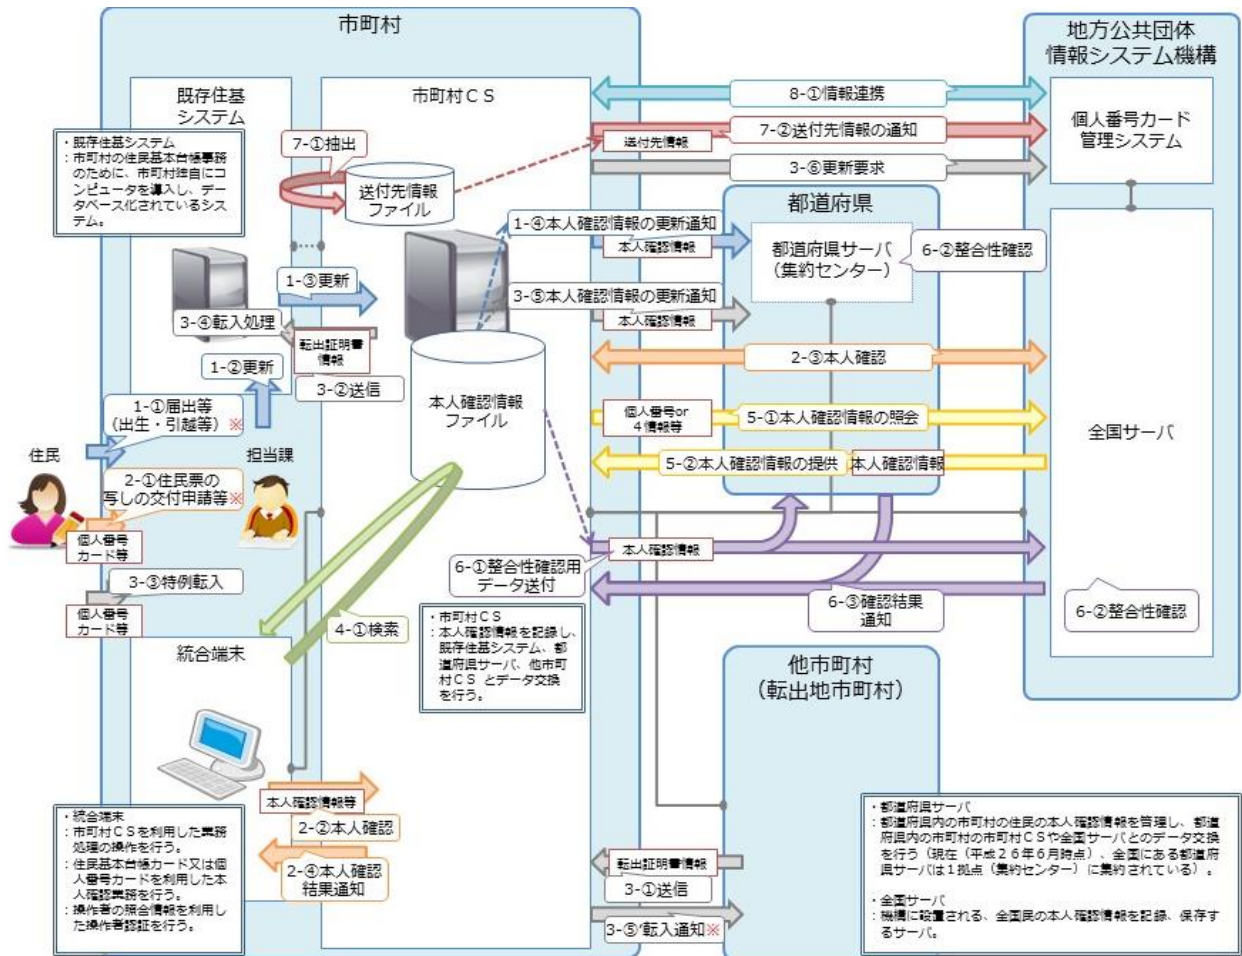 市町村
地方公共団体
情報システム機構
既存住基
システム
市町村ＣＳ
8-①情報連携
個人番号カード
管理システム
・既存住基システム
：市町村の住民基本台帳事務
のために、市町村独自にコ
ンピュータを導入し、デー
タベース化されているシス
テム。
7-①抽出
送付先情報
7-②送付先情報の通知
3-⑥更新要求
送付先情報
ファイル
都道府県
1-④本人確認情報の更新通知
本人確認情報
都道府県サーバ
（集約センター）
6-②整合性確認
1-③更新
3-⑤本人確認情報の更新通知
本人確認情報
3-④転入処理
転出証明書
情報
3-②送信
2-③本人確認
1-②更新
1-①届出等
（出生・引越等）※
本人確認情報
ファイル
個人番号or
４情報等
5-①本人確認情報の照会
全国サーバ
住民
担当課
5-②本人確認情報の提供
本人確認情報
2-①住民票の
写しの交付申請等※
個人番号
カード等
本人確認情報
6-①整合性確認用
データ送付
3-③特例転入
個人番号
カード等
6-③確認結果
通知
6-②整合性確認
4-①検索
・市町村CS
：本人確認情報を記録し、
既存住基システム、都
道府県サーバ、他市町
村CS とデータ交換
を行う。
統合端末
他市町村
（転出地市町村）
本人確認情報等
2-②本人確認
2-④本人確認
結果通知
・統合端末
：市町村ＣＳを利用した業務
処理の操作を行う。
：住民基本台帳カード又は個
人番号カードを利用した本
人確認業務を行う。
：操作者の照合情報を利用し
た操作者認証を行う。
転出証明書情報
3-①送信
3-⑤'転入通知※
・都道府県サーバ
：都道府県内の市町村の住民の本人確認情報を管理し、都道
府県内の市町村の市町村CSや全国サーバとのデータ交換
を行う（現在（平成２６年６月時点）、全国にある都道府
県サーバは１拠点（集約センター）に集約されている）。
・全国サーバ
：機構に設置される、全国民の本人確認情報を記録、保存す
るサーバ。